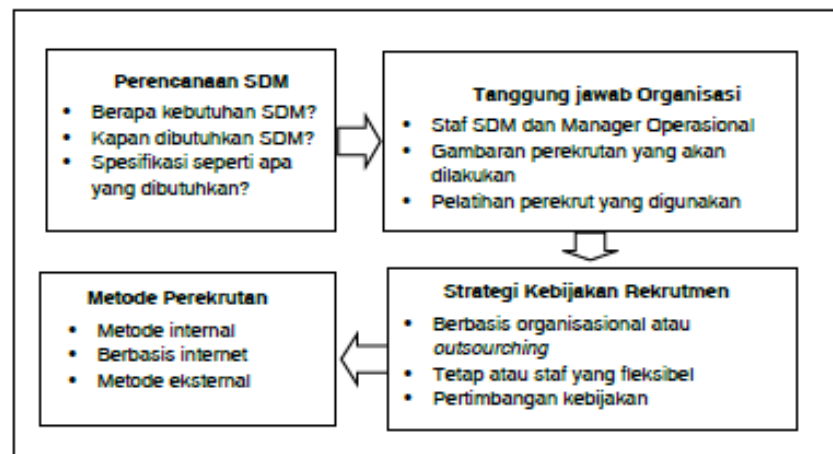 Perencanaan SDM
• Berapa kebutuhan SDM?
• Kapan dibutuhkan SDM?
• Spesifikasi seperti apa
yang dibutuhkan?
Tanggung jawab Organisasi
• Staf SDM dan Manager Operasional
• Gambaran perekrutan yang akan
dilakukan
• Pelatihan perekrut yang digunakan
Strategi Kebijakan Rekrutmen
• Berbasis organisasional atau
outsourching
• Tetap atau staf yang fleksibel
• Pertimbangan kebijakan
Metode Perekrutan
• Metode internal
• Berbasis internet
• Metode eksternal